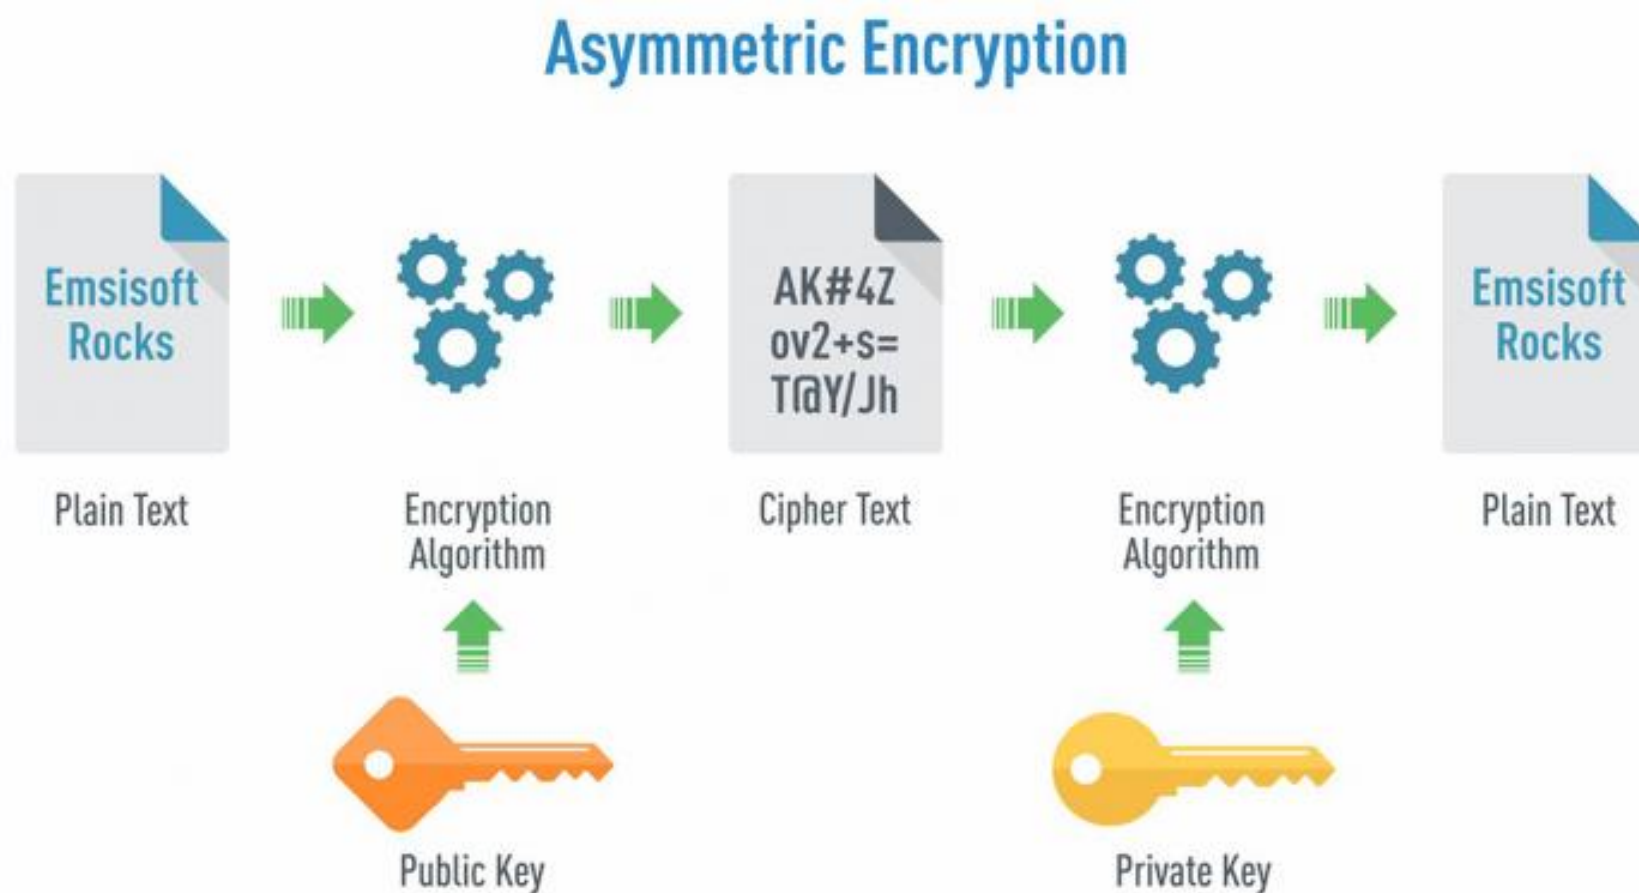 Asymmetric Encryption
Emsisoft
Rocks
AK#4Z
ov2+s=
T@Y/Jh
Emsisoft
Rocks
Plain Text
Encryption
Algorithm
Cipher Text
Encryption
Algorithm
Plain Text
Public Key
Private Key